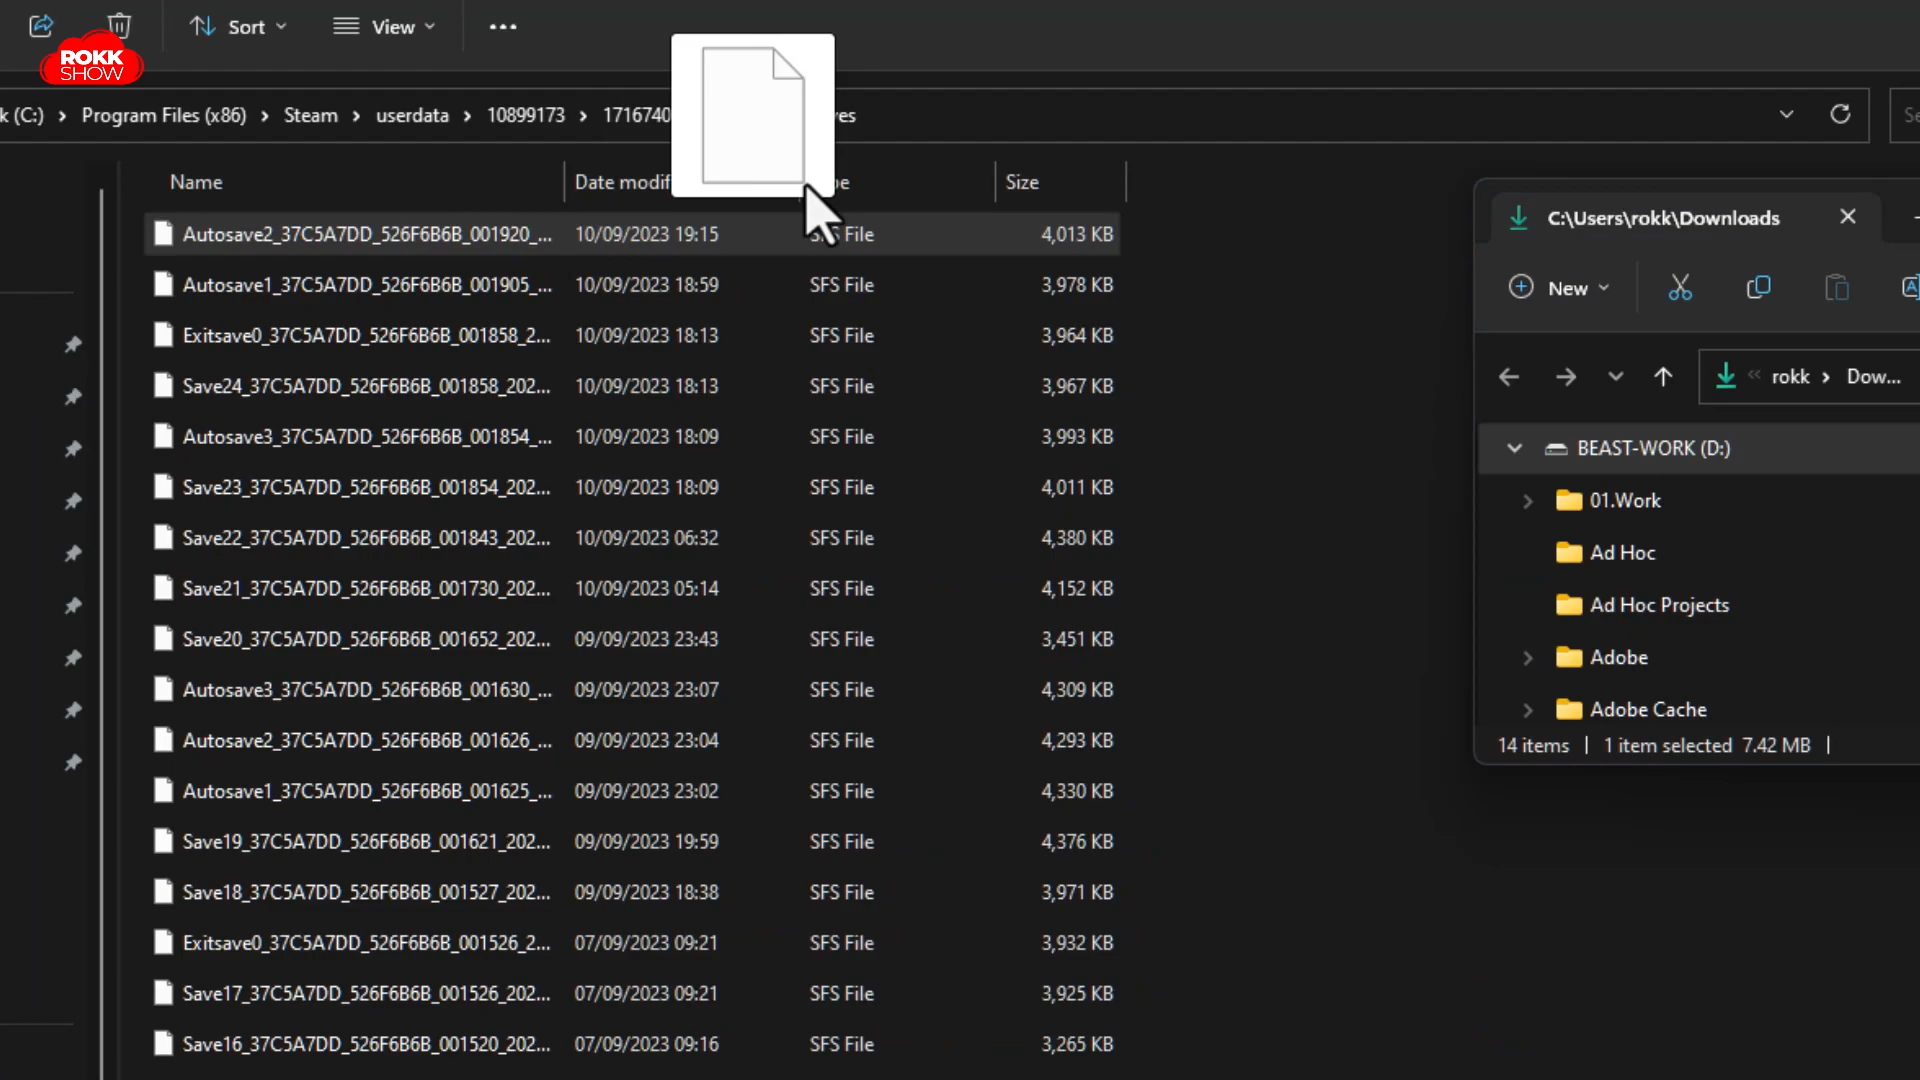 Sort
View
ROKK
SHOW
k (C:) > Program Files (x86) > Steam > userdata > 10899173 > 1716740 ves
Name Date modif pe Size
Autosave2_37C5A7DD_526F6B6B_001920_... 10/09/2023 19:15 SFS File 4,013 KB
Autosave1_37C5A7DD_526F6B6B_001905_... 10/09/2023 18:59 SFS File 3,978 KB
Exitsave0_37C5A7DD_526F6B6B_001858_2... 10/09/2023 18:13 SFS File 3,964 KB
Save24_37C5A7DD_526F6B6B_001858_202... 10/09/2023 18:13 SFS File 3,967 KB
Autosave3_37C5A7DD_526F6B6B_001854_... 10/09/2023 18:09 SFS File 3,993 KB
Save23_37C5A7DD_526F6B6B_001854_202... 10/09/2023 18:09 SFS File 4,011 KB
Save22_37C5A7DD_526F6B6B_001843_202... 10/09/2023 06:32 SFS File 4,380 KB
Save21_37C5A7DD_526F6B6B_001730_202... 10/09/2023 05:14 SFS File 4,152 KB
Save20_37C5A7DD_526F6B6B_001652_202... 09/09/2023 23:43 SFS File 3,451 KB
Autosave3_37C5A7DD_526F6B6B_001630_... 09/09/2023 23:07 SFS File 4,309 KB
Autosave2_37C5A7DD_526F6B6B_001626_... 09/09/2023 23:04 SFS File 4,293 KB
Autosave1_37C5A7DD_526F6B6B_001625_... 09/09/2023 23:02 SFS File 4,330 KB
Save19_37C5A7DD_526F6B6B_001621_202... 09/09/2023 19:59 SFS File 4,376 KB
Save18_37C5A7DD_526F6B6B_001527_202... 09/09/2023 18:38 SFS File 3,971 KB
Exitsave0_37C5A7DD_526F6B6B_001526_2... 07/09/2023 09:21 SFS File 3,932 KB
Save17_37C5A7DD_526F6B6B_001526_202... 07/09/2023 09:21 SFS File 3,925 KB
Save16_37C5A7DD_526F6B6B_001520_202... 07/09/2023 09:16 SFS File 3,265 KB
C:\Users\rokk\Downloads
New
« rokk > Dow...
BEAST-WORK (D:)
01.Work
Ad Hoc
Ad Hoc Projects
Adobe
Adobe Cache
14 items | 1 item selected 7.42 MB |